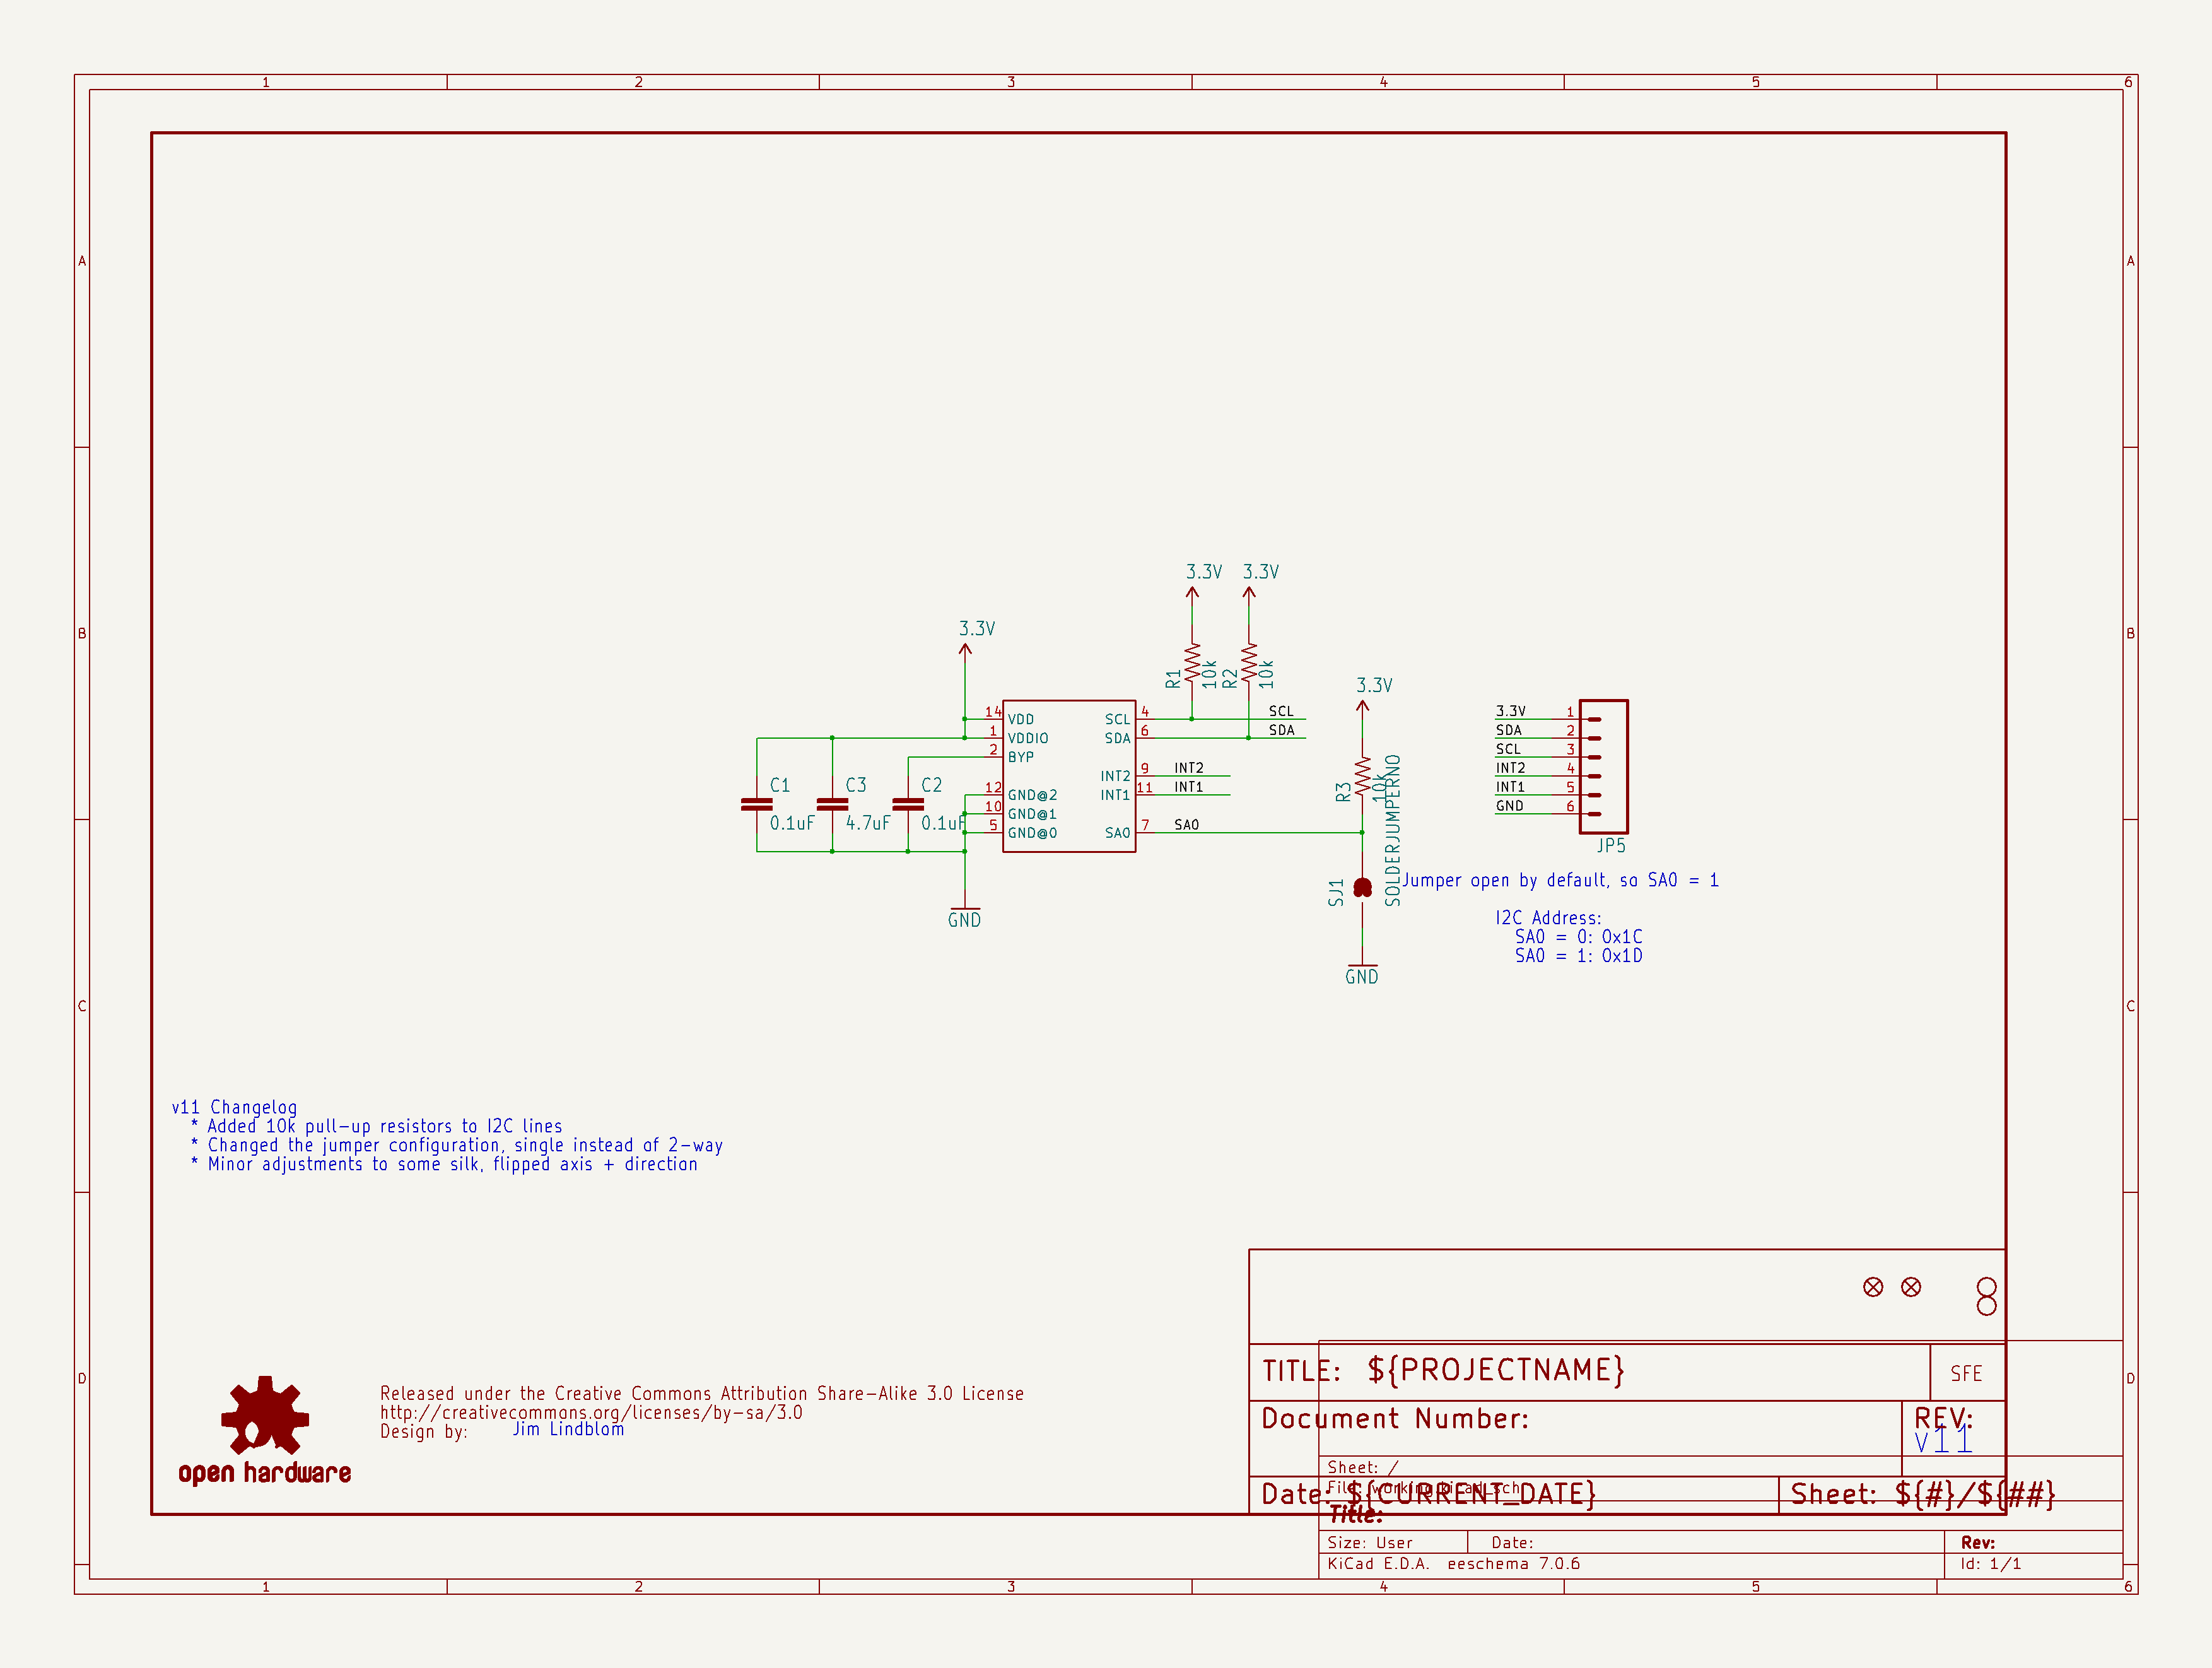 1 2 3 4 5 6
A A
3.3V 3.3V
B 3.3V B
R1 10k R2 10k
3.3V
14 VDD SCL 4 SCL
1 VDDIO SDA 6 SDA
2 BYP
INT2 9 INT2
12 GND@2 INT1 11 INT1
10 GND@1
5 GND@0 SA0 7 SA0
C1 C3 C2
0.1uF 4.7uF 0.1uF
GND
R3 10k
SJ1 SOLDERJUMPERNO
GND
3.3V 1
SDA 2
SCL 3
INT2 4
INT1 5
GND 6
JP5
Jumper open by default, so SA0 = 1
I2C Address:
SA0 = 0: 0x1C
SA0 = 1: 0x1D
C C
v11 Changelog
* Added 10k pull-up resistors to I2C lines
* Changed the jumper configuration, single instead of 2-way
* Minor adjustments to some silk, flipped axis + direction
D D
open hardware
Released under the Creative Commons Attribution Share-Alike 3.0 License
http://creativecommons.org/licenses/by-sa/3.0
Design by: Jim Lindblom
TITLE: ${PROJECTNAME} SFE
Document Number: REV:
v11
Sheet: /
File: working.kicad_sch
Date: ${CURRENT_DATE} Sheet: ${#}/${##}
Title:
Size: User Date: Rev:
KiCad E.D.A. eeschema 7.0.6 Id: 1/1
1 2 3 4 5 6